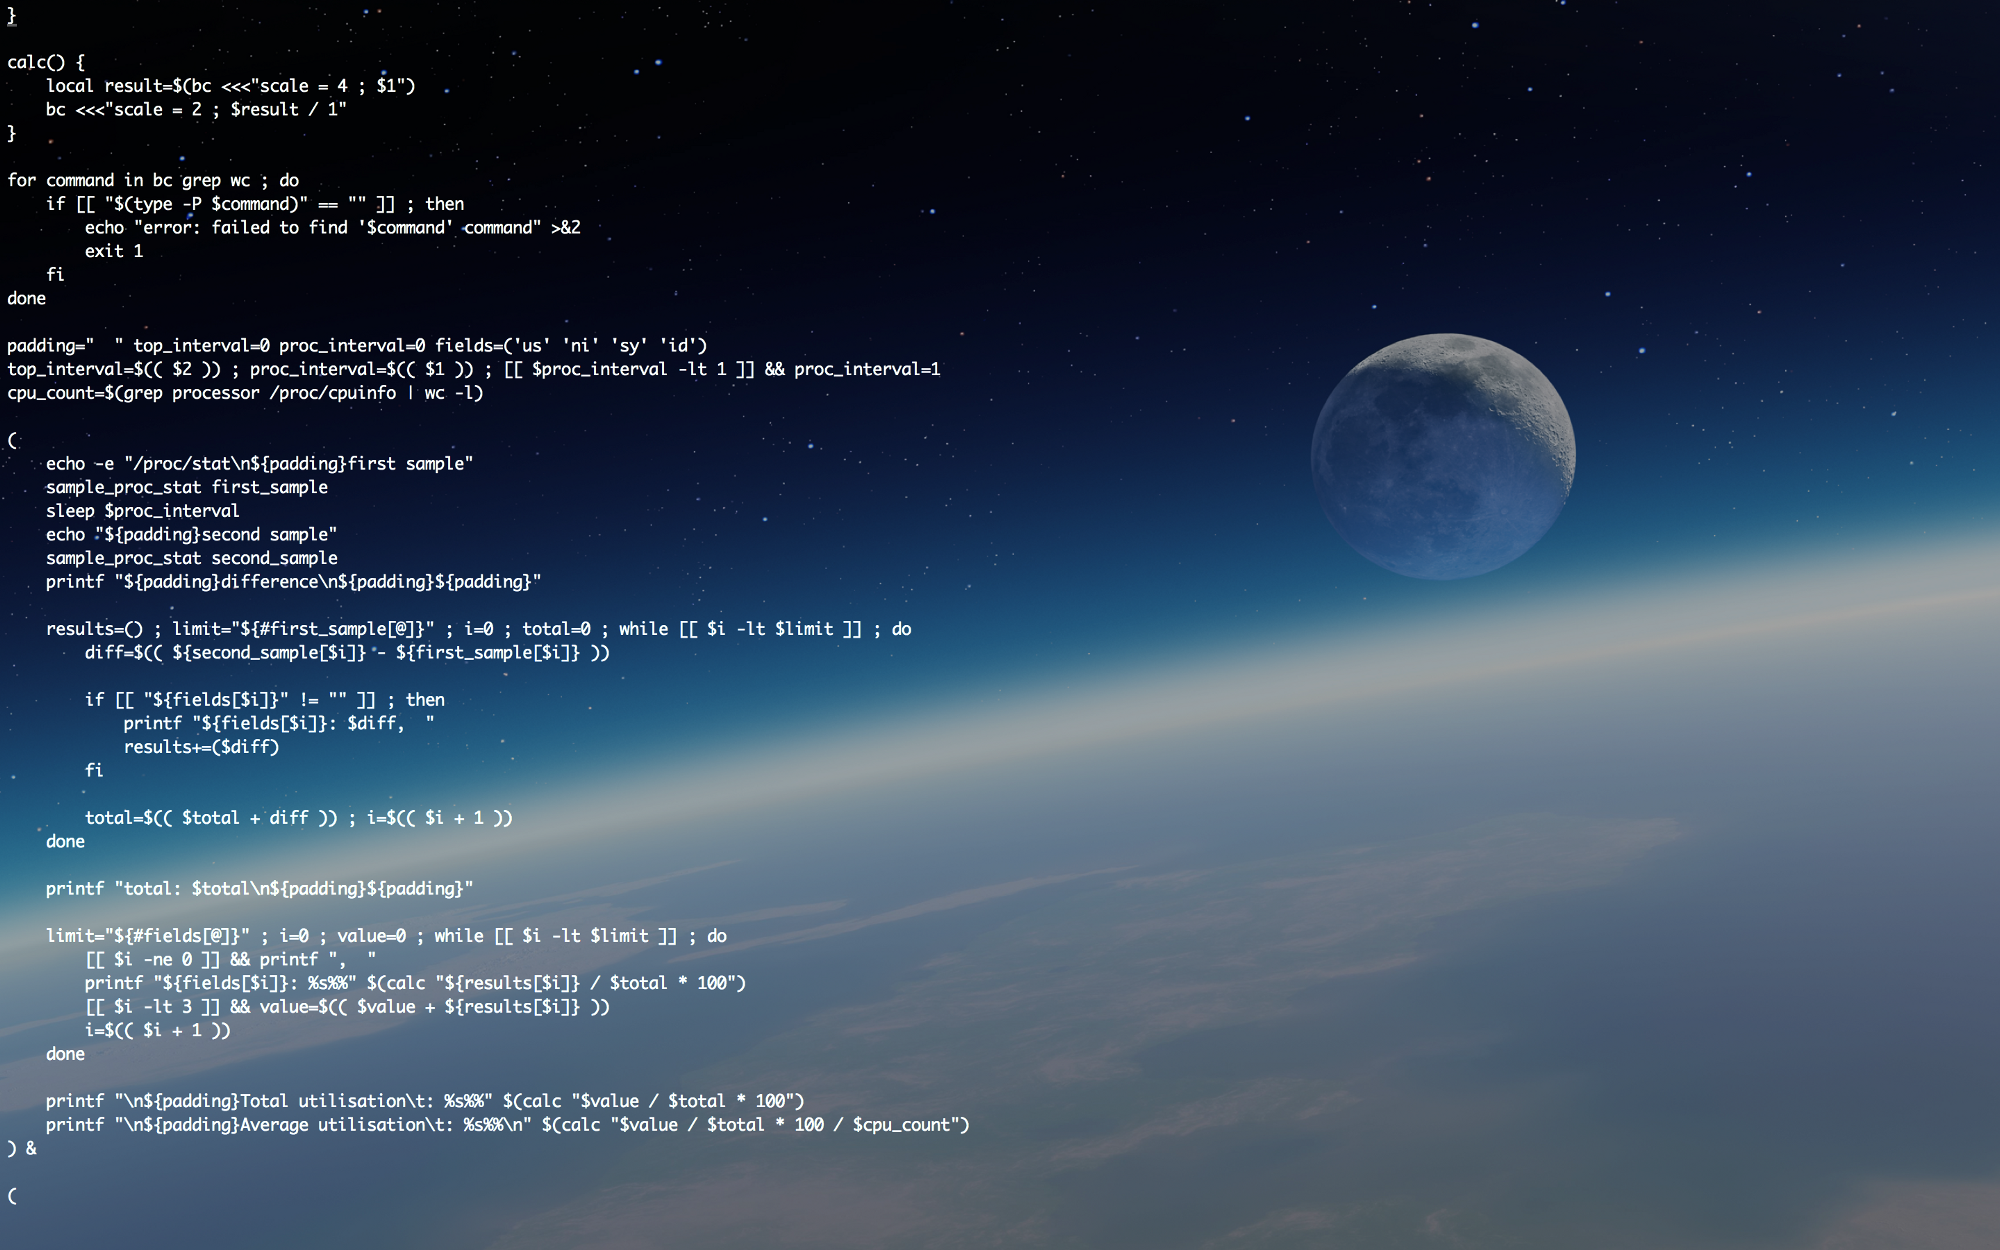 }

calc() {
    local result=$(bc <<<"scale = 4 ; $1")
    bc <<<"scale = 2 ; $result / 1"
}

for command in bc grep wc ; do
    if [[ "$(type -P $command)" == "" ]] ; then
        echo "error: failed to find '$command' command" >&2
        exit 1
    fi
done

padding="  " top_interval=0 proc_interval=0 fields=('us' 'ni' 'sy' 'id')
top_interval=$(( $2 )) ; proc_interval=$(( $1 )) ; [[ $proc_interval -lt 1 ]] && proc_interval=1
cpu_count=$(grep processor /proc/cpuinfo | wc -l)

(
    echo -e "/proc/stat\n${padding}first sample"
    sample_proc_stat first_sample
    sleep $proc_interval
    echo "${padding}second sample"
    sample_proc_stat second_sample
    printf "${padding}difference\n${padding}${padding}"

    results=() ; limit="${#first_sample[@]}" ; i=0 ; total=0 ; while [[ $i -lt $limit ]] ; do
        diff=$(( ${second_sample[$i]} - ${first_sample[$i]} ))

        if [[ "${fields[$i]}" != "" ]] ; then
            printf "${fields[$i]}: $diff,  "
            results+=($diff)
        fi

        total=$(( $total + diff )) ; i=$(( $i + 1 ))
    done

    printf "total: $total\n${padding}${padding}"

    limit="${#fields[@]}" ; i=0 ; value=0 ; while [[ $i -lt $limit ]] ; do
        [[ $i -ne 0 ]] && printf ",  "
        printf "${fields[$i]}: %s%%" $(calc "${results[$i]} / $total * 100")
        [[ $i -lt 3 ]] && value=$(( $value + ${results[$i]} ))
        i=$(( $i + 1 ))
    done

    printf "\n${padding}Total utilisation\t: %s%%" $(calc "$value / $total * 100")
    printf "\n${padding}Average utilisation\t: %s%%\n" $(calc "$value / $total * 100 / $cpu_count")
) &

(